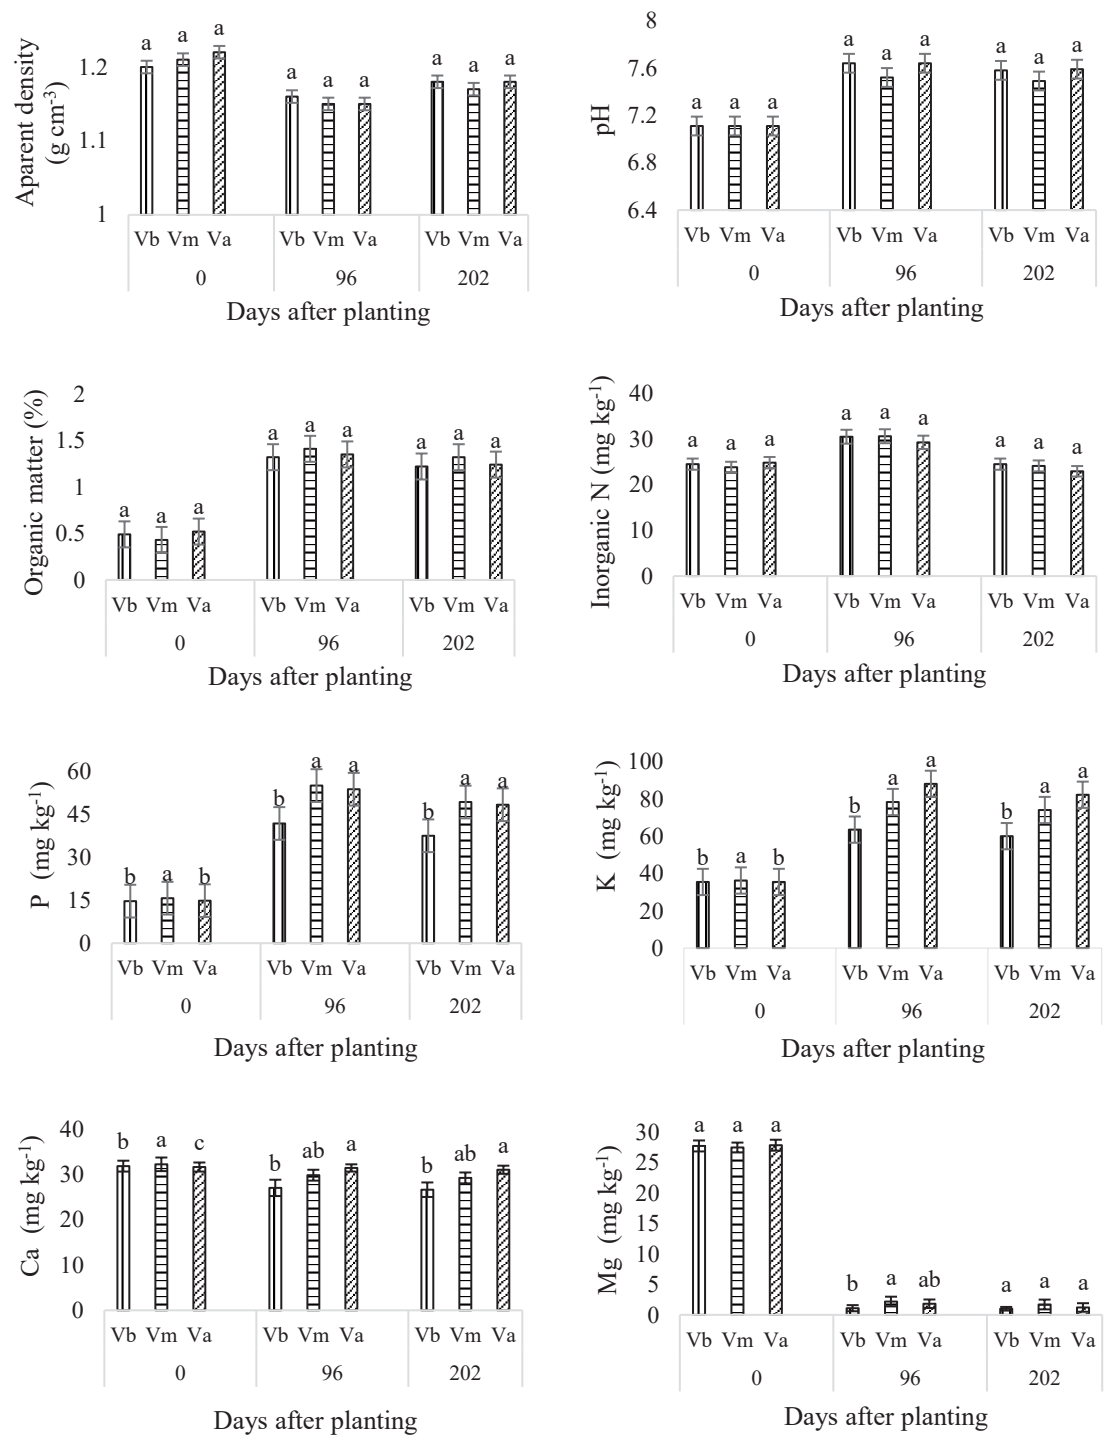 Aparent density
(g cm-3)
1.2
1.1
1
a a a a a a a a a
Vb Vm Va Vb Vm Va Vb Vm Va
0 96 202
Days after planting
pH
8
7.6
7.2
6.8
6.4
a a a a a a a a a
Vb Vm Va Vb Vm Va Vb Vm Va
0 96 202
Days after planting
Organic matter (%)
2
1.5
1
0.5
0
a a a a a a a a a
Vb Vm Va Vb Vm Va Vb Vm Va
0 96 202
Days after planting
Inorganic N (mg kg-1)
40
30
20
10
0
a a a a a a a a a
Vb Vm Va Vb Vm Va Vb Vm Va
0 96 202
Days after planting
P (mg kg-1)
60
45
30
15
0
b a b b a a b a a
Vb Vm Va Vb Vm Va Vb Vm Va
0 96 202
Days after planting
K (mg kg-1)
100
80
60
40
20
0
b a b b a a b a a
Vb Vm Va Vb Vm Va Vb Vm Va
0 96 202
Days after planting
Ca (mg kg-1)
40
30
20
10
0
b a c b ab a b ab a
Vb Vm Va Vb Vm Va Vb Vm Va
0 96 202
Days after planting
Mg (mg kg-1)
30
25
20
15
10
5
0
a a a b a ab a a a
Vb Vm Va Vb Vm Va Vb Vm Va
0 96 202
Days after planting